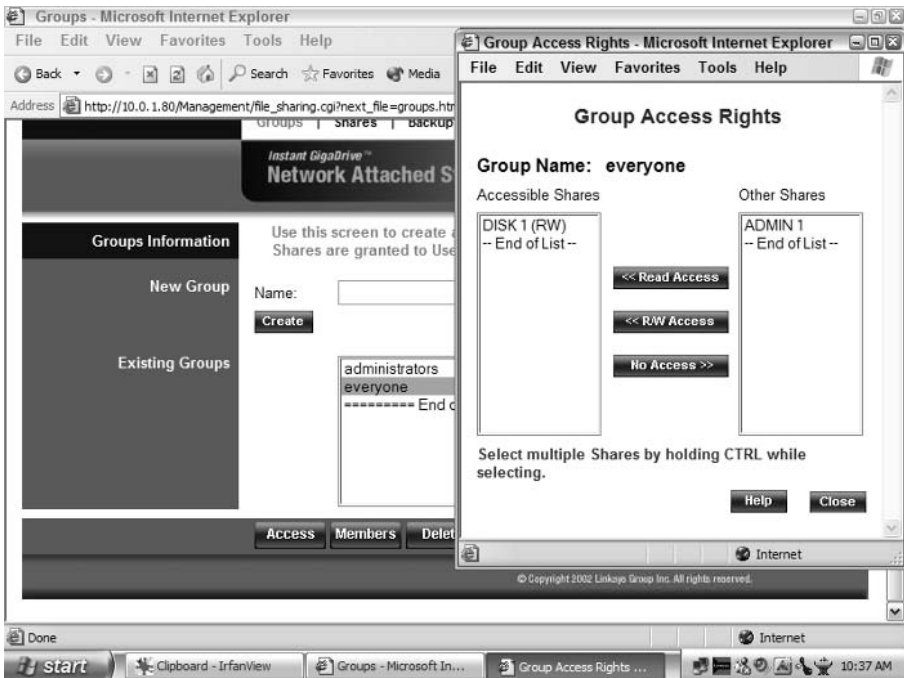 Groups - Microsoft Internet Explorer
File Edit View Favorites Tools Help
Back Search Favorites Media
Address http://10.0.1.80/Management/file_sharing.cgi?next_file=groups.htr
Groups | Shares | Backup
Instant GigaDrive™
Network Attached S
Groups Information
Use this screen to create
Shares are granted to Use
New Group
Name:
Create
Existing Groups
administrators
everyone
========= End
Access Members Delet
© Copyright 2002 Linksys Group Inc. All rights reserved.
Done
Internet
Group Access Rights - Microsoft Internet Explorer
File Edit View Favorites Tools Help
Group Access Rights
Group Name: everyone
Accessible Shares
DISK 1 (RW)
-- End of List --
Other Shares
ADMIN 1
-- End of List --
<< Read Access
<< R/W Access
No Access >>
Select multiple Shares by holding CTRL while
selecting.
Help Close
Internet
start Clipboard - IrfanView Groups - Microsoft In... Group Access Rights ... 10:37 AM